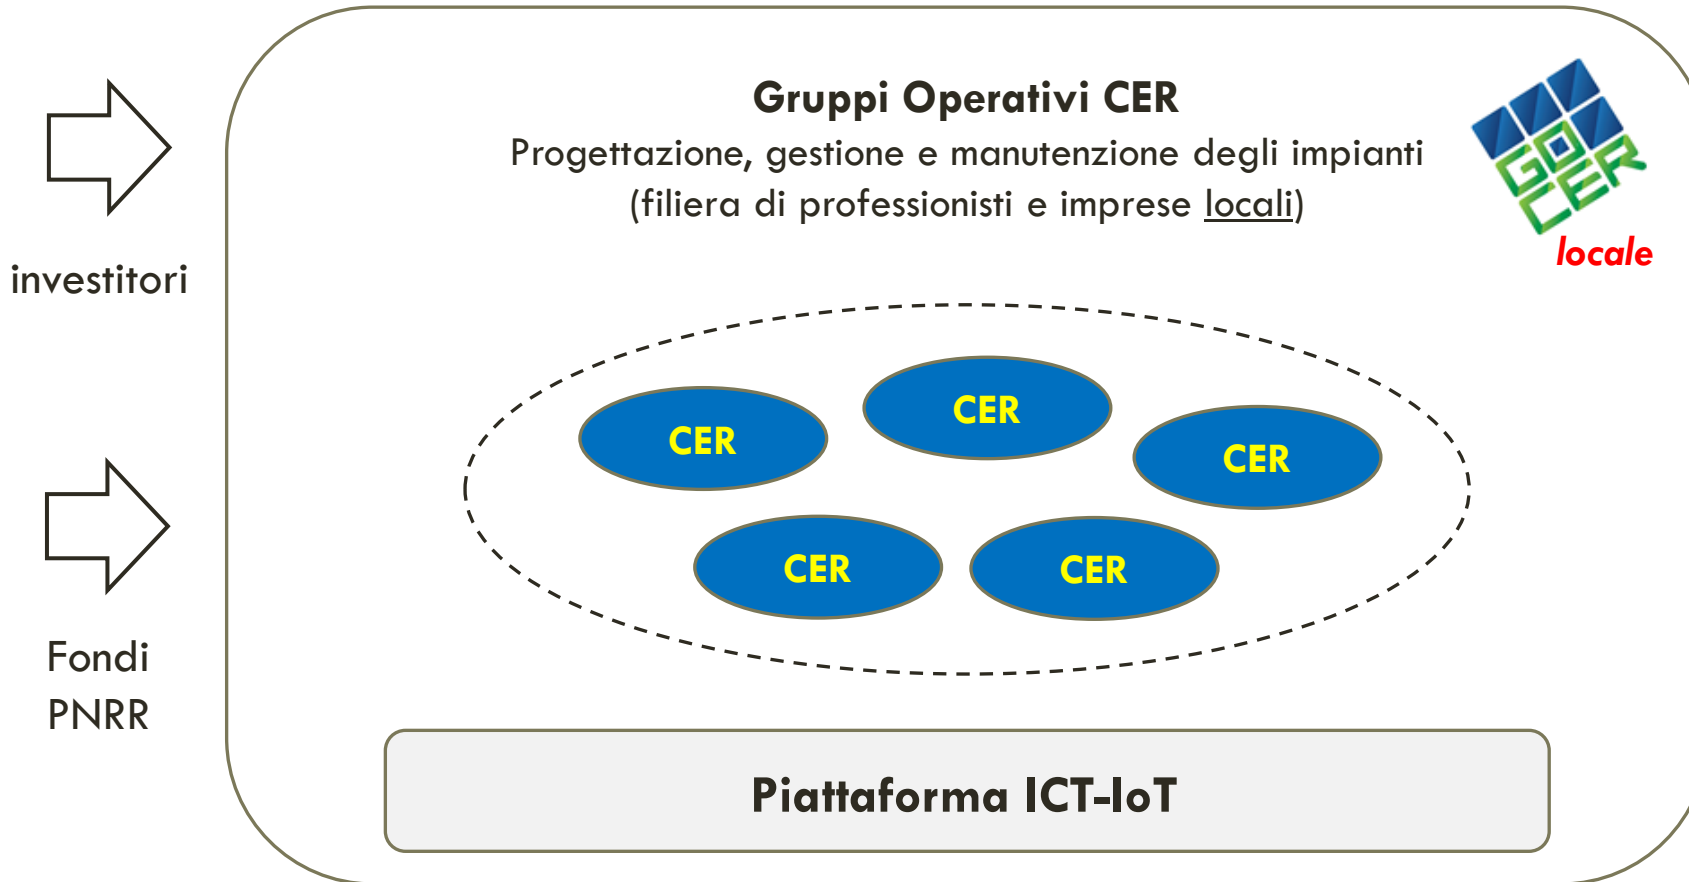 Gruppi Operativi CER
Progettazione, gestione e manutenzione degli impianti
(filiera di professionisti e imprese locali)
GO
CER
locale
investitori
CER
CER
CER
CER
CER
Fondi
PNRR
Piattaforma ICT-IoT